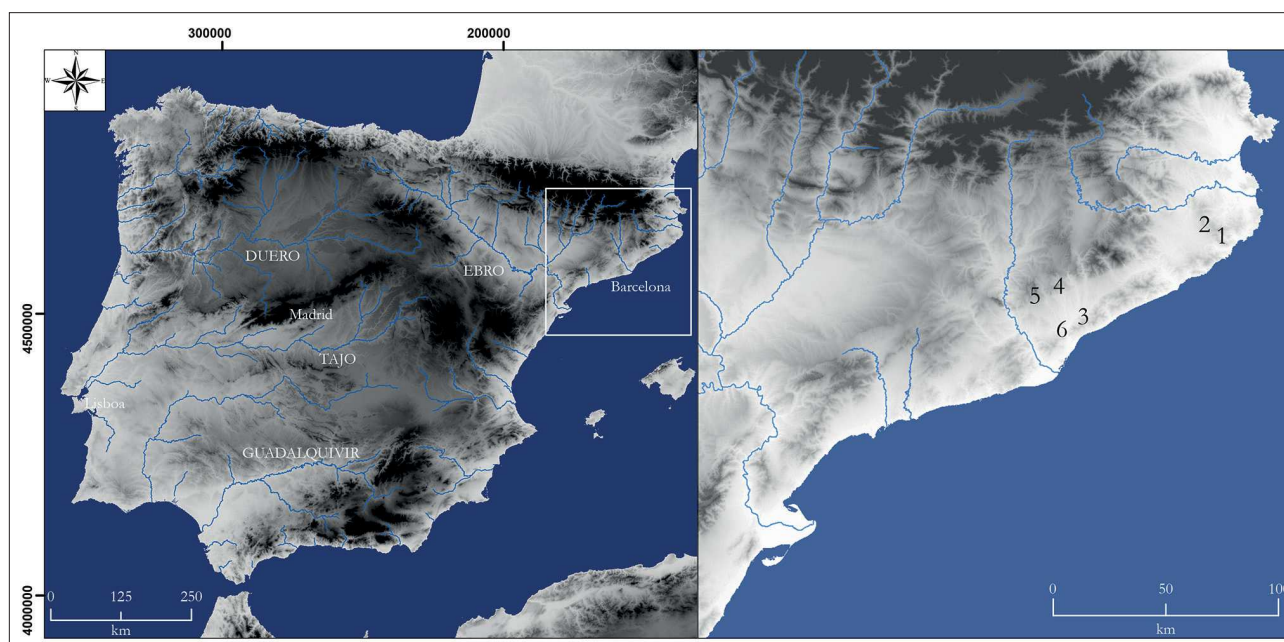 300000
200000
N
W
E
S
DUERO
EBRO
Barcelona
Madrid
TAJO
Lisboa
GUADALQUIVIR
4500000
4000000
0 125 250
km
2
1
4
5
3
6
0 50 100
km